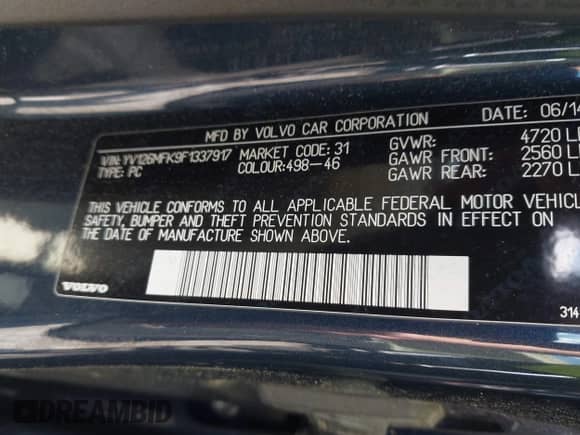 DATE: 06/14
MFD BY VOLVO CAR CORPORATION
VIN: YV126MFK9F1337917 MARKET CODE: 31 GVWR: 4720 L
TYPE: PC COLOUR:498-46 GAWR FRONT: 2560 L
GAWR REAR: 2270 L
THIS VEHICLE CONFORMS TO ALL APPLICABLE FEDERAL MOTOR VEHIC
SAFETY, BUMPER AND THEFT PREVENTION STANDARDS IN EFFECT ON
THE DATE OF MANUFACTURE SHOWN ABOVE.
VOLVO
314
DREAMBID